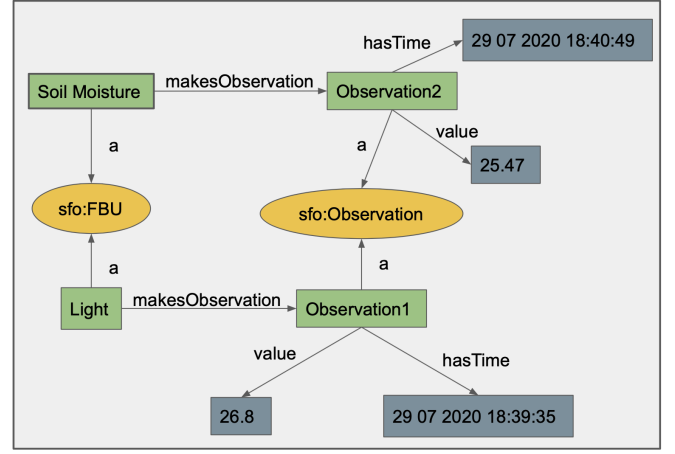 hasTime
29 07 2020 18:40:49
Soil Moisture
makesObservation
Observation2
a
a
value
25.47
sfo:FBU
sfo:Observation
a
a
Light
makesObservation
Observation1
value
hasTime
26.8
29 07 2020 18:39:35